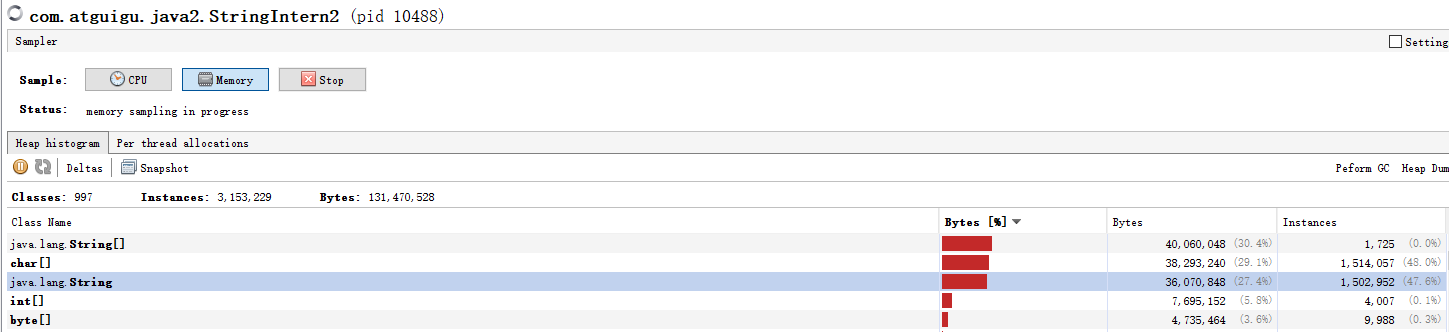 com.atguigu.java2.StringIntern2 (pid 10488)
Sampler Setting
Sample: CPU Memory Stop
Status: memory sampling in progress
Heap histogram Per thread allocations
Deltas Snapshot Peform GC Heap Dum
Classes: 997 Instances: 3,153,229 Bytes: 131,470,528
Class Name Bytes [%] Bytes Instances
java.lang.String[] 40,060,048 (30.4%) 1,725 (0.0%)
char[] 38,293,240 (29.1%) 1,514,057 (48.0%)
java.lang.String 36,070,848 (27.4%) 1,502,952 (47.6%)
int[] 7,695,152 (5.8%) 4,007 (0.1%)
byte[] 4,735,464 (3.6%) 9,988 (0.3%)